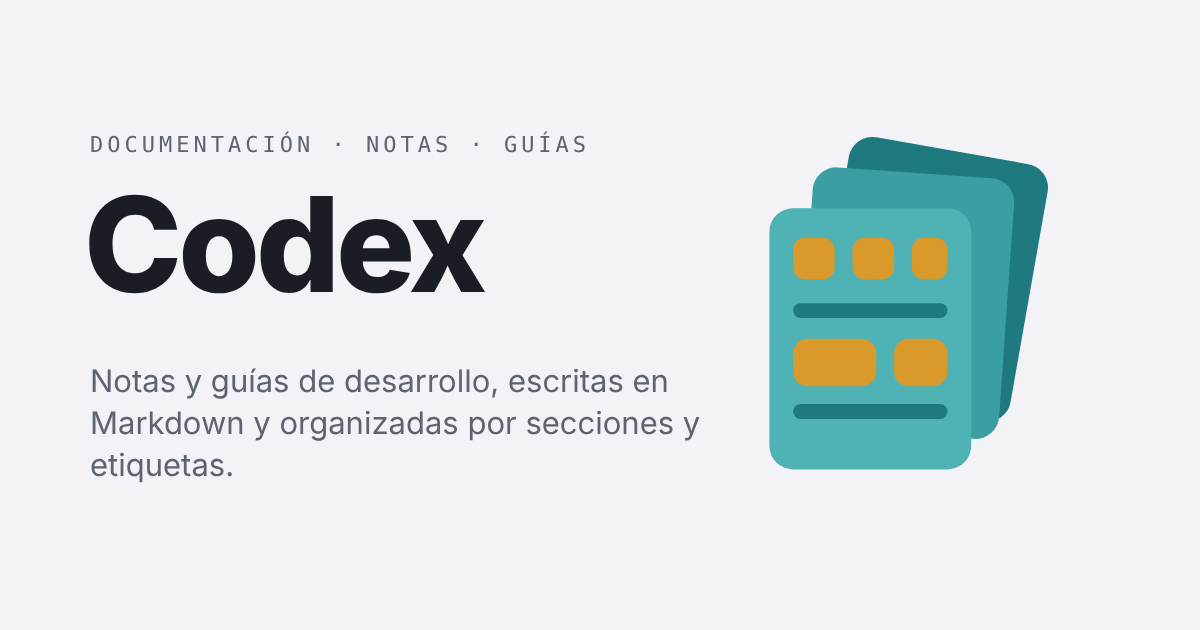 DOCUMENTACIÓN · NOTAS · GUÍAS
Codex
Notas y guías de desarrollo, escritas en
Markdown y organizadas por secciones y
etiquetas.